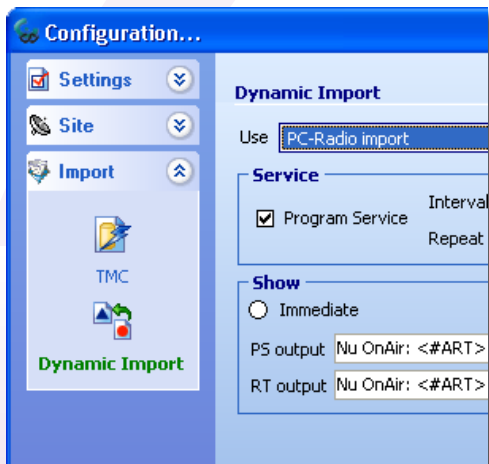 Configuration...
Settings
Site
Import
TMC
Dynamic Import
Dynamic Import
Use PC-Radio import
Service
Program Service
Interval
Repeat
Show
Immediate
PS output Nu OnAir: <#ART>
RT output Nu OnAir: <#ART>